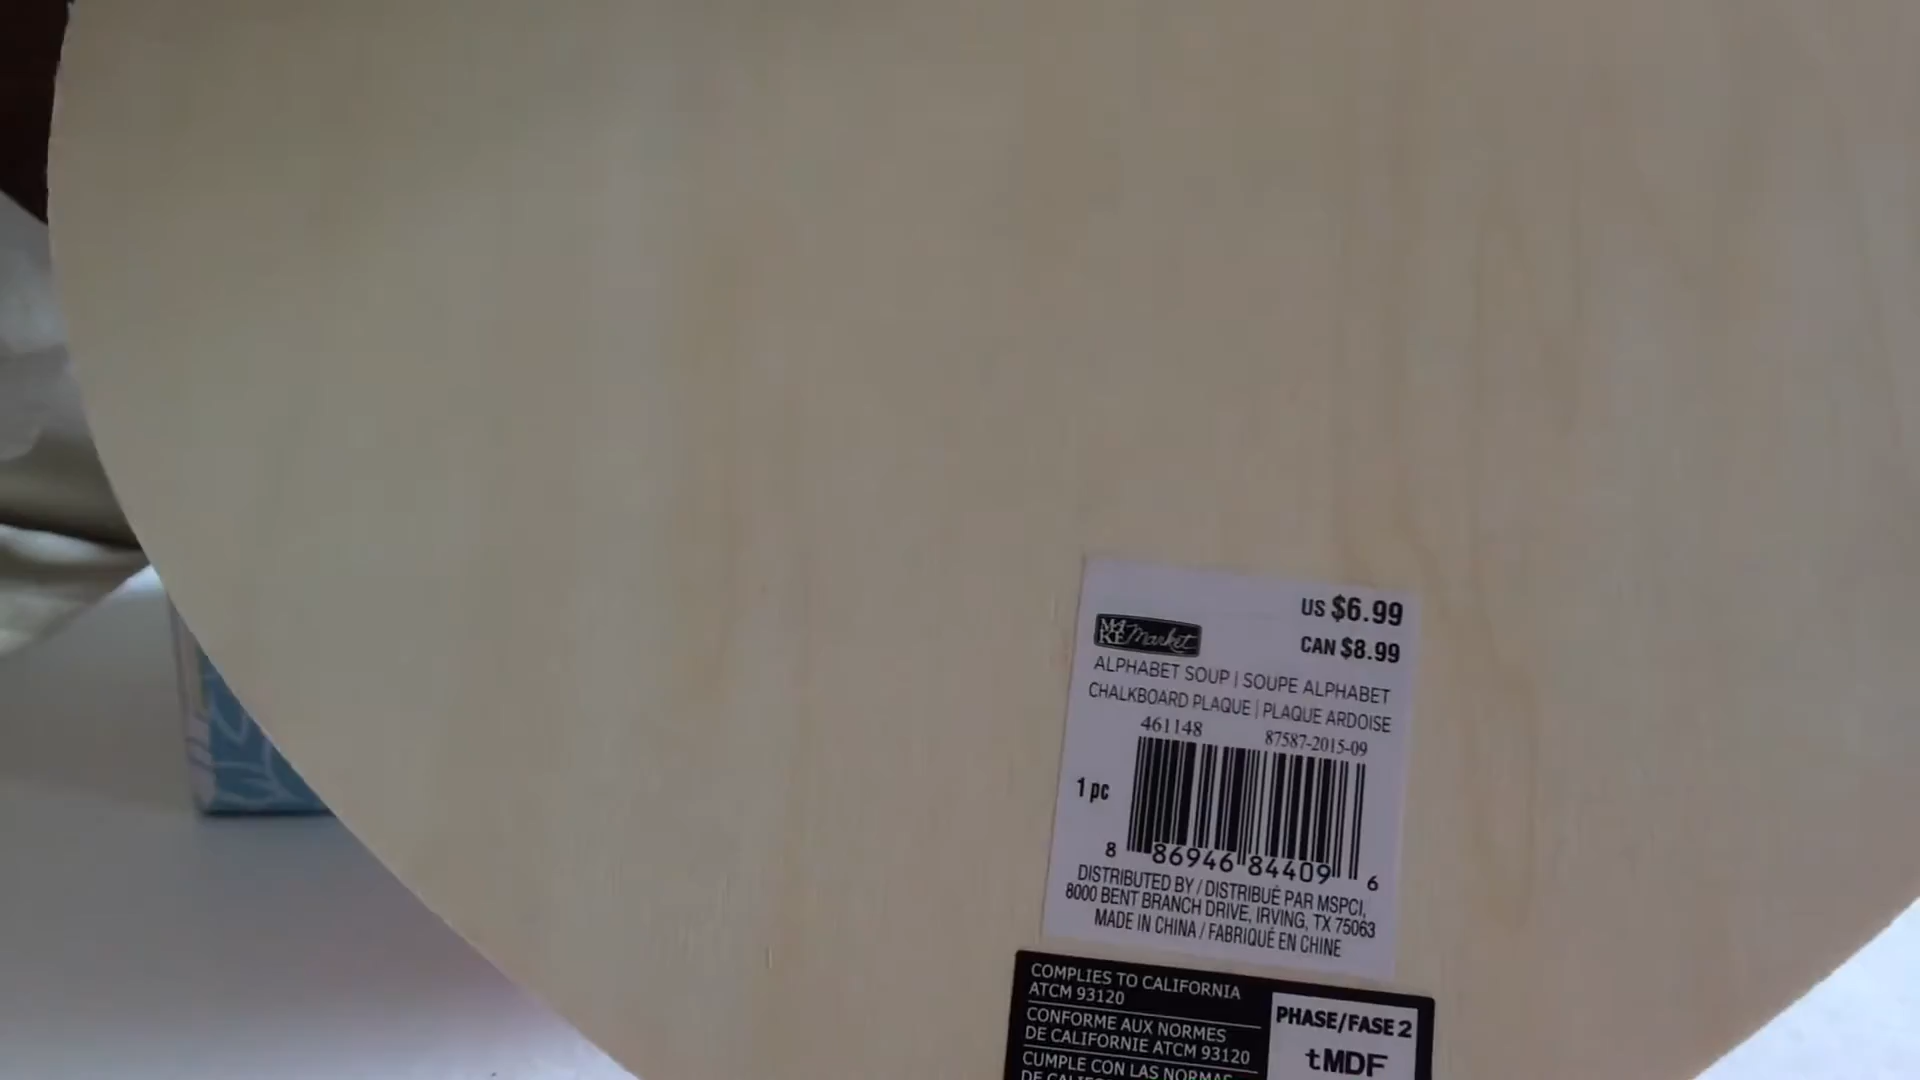 US $6.99
MAKE Market
CAN $8.99
ALPHABET SOUP | SOUPE ALPHABET
CHALKBOARD PLAQUE | PLAQUE ARDOISE
461148 87587-2015-09
1 pc
8 86946 84409 6
DISTRIBUTED BY / DISTRIBUÉ PAR MSPCI,
8000 BENT BRANCH DRIVE, IRVING, TX 75063
MADE IN CHINA / FABRIQUÉ EN CHINE
COMPLIES TO CALIFORNIA
ATCM 93120
CONFORME AUX NORMES
DE CALIFORNIE ATCM 93120
CUMPLE CON LAS NORMAS
PHASE/FASE 2
tMDF